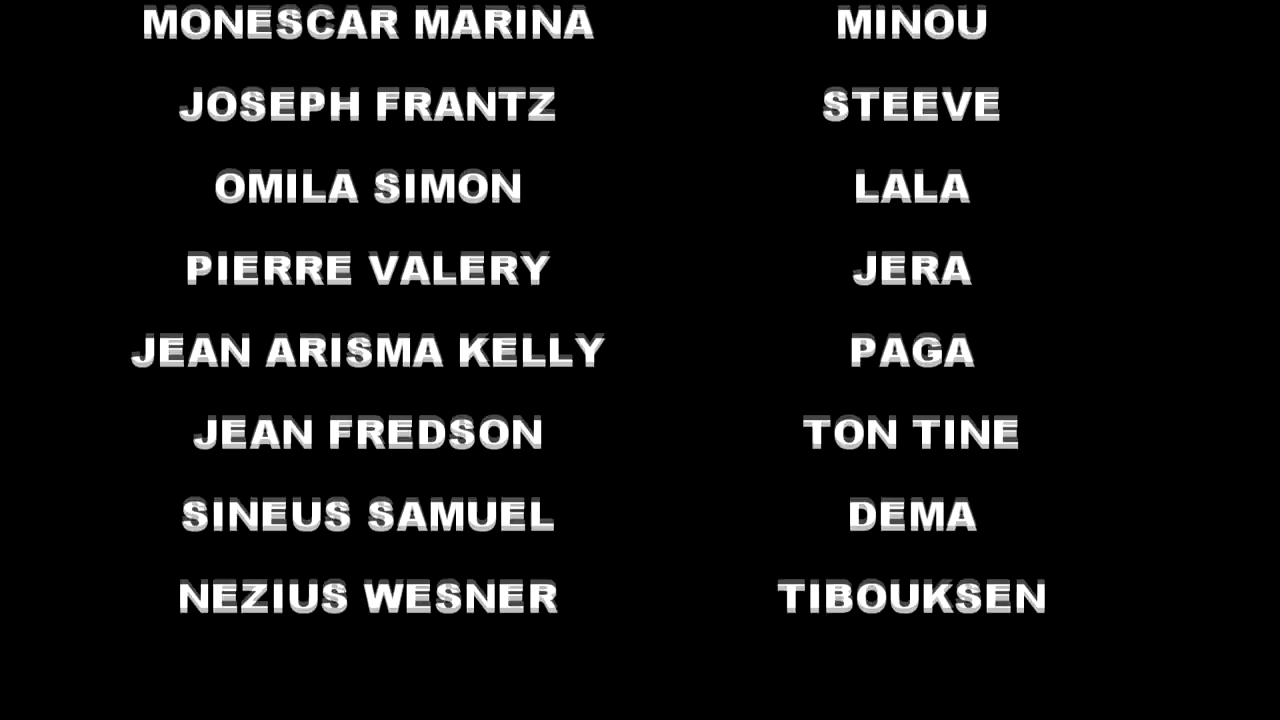 MONESCAR MARINA MINOU
JOSEPH FRANTZ STEEVE
OMILA SIMON LALA
PIERRE VALERY JERA
JEAN ARISMA KELLY PAGA
JEAN FREDSON TON TINE
SINEUS SAMUEL DEMA
NEZIUS WESNER TIBOUKSEN